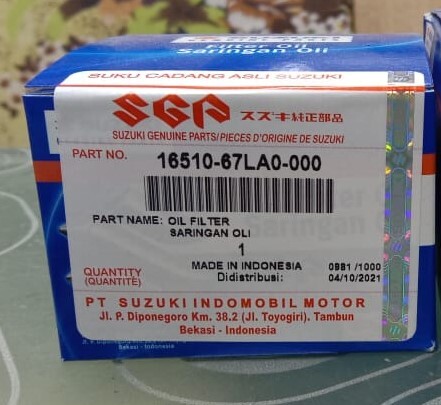 Filter Oli
Saringan Oli
SUKU CADANG ASLI SUZUKI
SGP スズキ純正部品
SUZUKI GENUINE PARTS/PIECES D'ORIGINE DE SUZUKI
PART NO. 16510-67LA0-000
PART NAME: OIL FILTER
SARINGAN OLI
1
MADE IN INDONESIA 09B1 /1000
QUANTITY Didistribusi: 04/10/2021
(QUANTITÈ)
PT SUZUKI INDOMOBIL MOTOR
Jl. P. Diponegoro Km. 38.2 (Jl. Toyogiri). Tambun
Bekasi - Indonesia
Bekasi - Indonesia